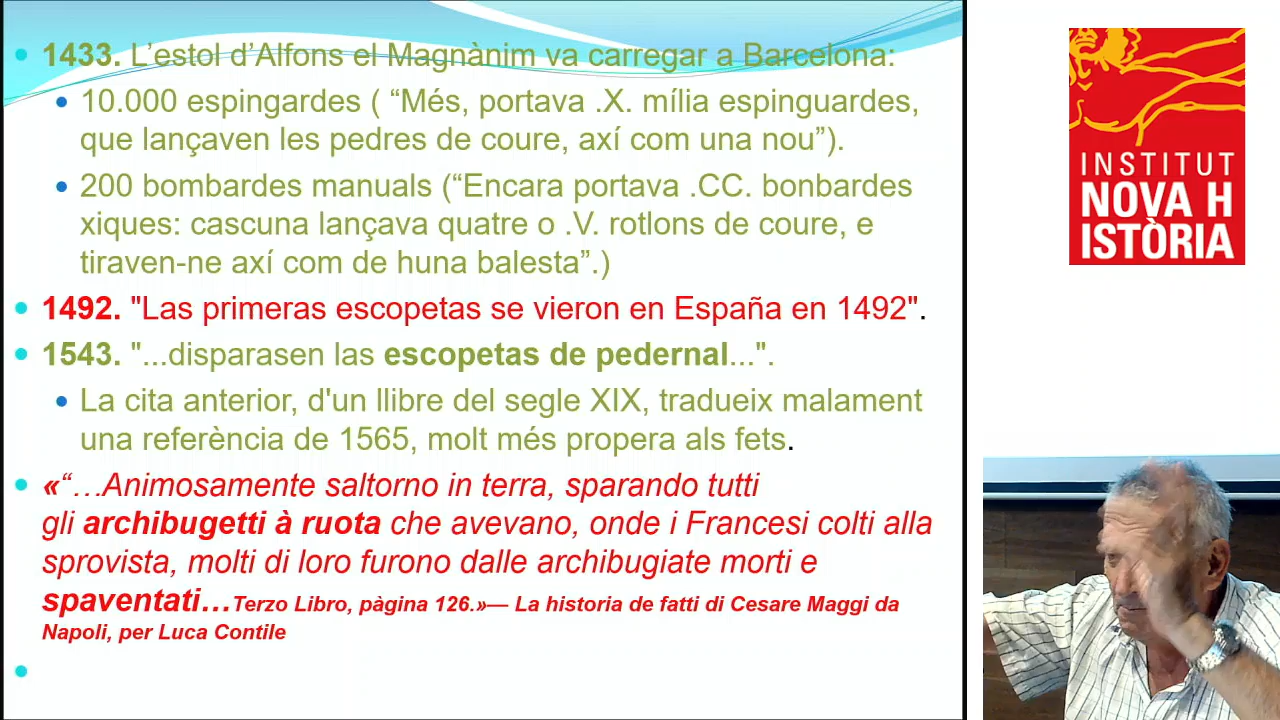 1433. L’estol d’Alfons el Magnànim va carregar a Barcelona:
10.000 espingardes ( “Més, portava .X. mília espinguardes,
que lançaven les pedres de coure, axí com una nou”).
200 bombardes manuals (“Encara portava .CC. bonbardes
xiques: cascuna lançava quatre o .V. rotlons de coure, e
tiraven-ne axí com de huna balesta”.)
1492. "Las primeras escopetas se vieron en España en 1492".
1543. "...disparasen las escopetas de pedernal...".
La cita anterior, d'un llibre del segle XIX, tradueix malament
una referència de 1565, molt més propera als fets.
«“…Animosamente saltorno in terra, sparando tutti
gli archibugetti à ruota che avevano, onde i Francesi colti alla
sprovista, molti di loro furono dalle archibugiate morti e
spaventati…Terzo Libro, pàgina 126.»— La historia de fatti di Cesare Maggi da
Napoli, per Luca Contile
INSTITUT
NOVA H
ISTÒRIA